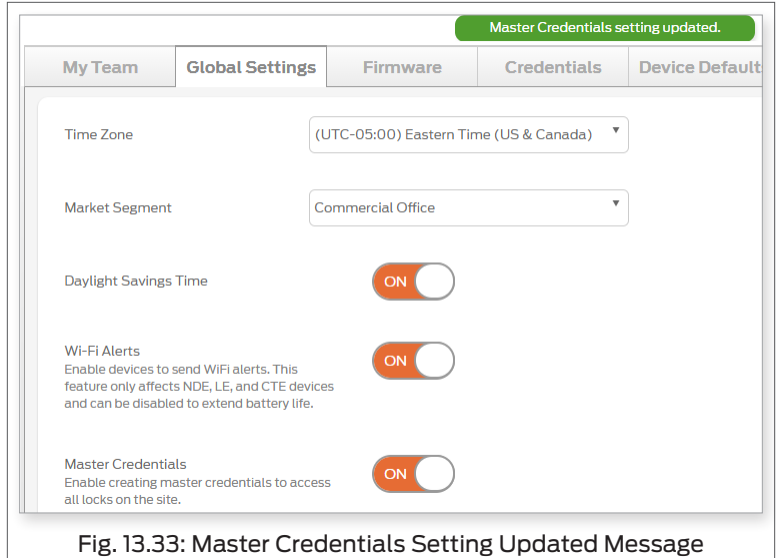 Master Credentials setting updated.
My Team Global Settings Firmware Credentials Device Default
Time Zone (UTC-05:00) Eastern Time (US & Canada)
Market Segment Commercial Office
Daylight Savings Time ON
Wi-Fi Alerts ON
Enable devices to send WiFi alerts. This
feature only affects NDE, LE, and CTE devices
and can be disabled to extend battery life.
Master Credentials ON
Enable creating master credentials to access
all locks on the site.
Fig. 13.33: Master Credentials Setting Updated Message